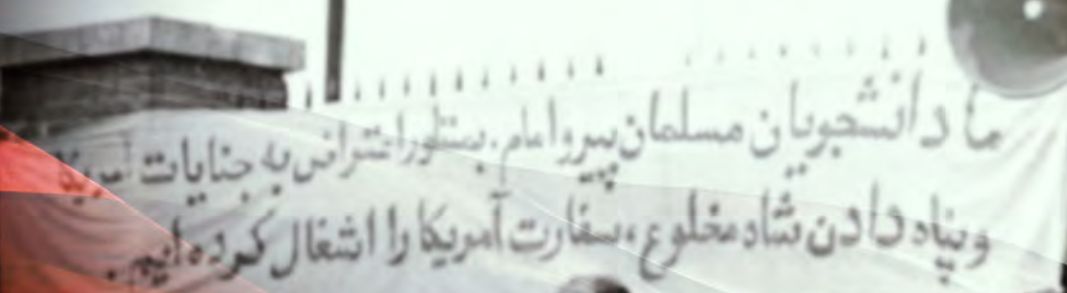 ما دانشجویان مسلمان پیرو امام، بمنظور اعتراض به جنایات آمریکا
و پناه دادن شاه مخلوع، سفارت آمریکا را اشغال کرده‌ایم.